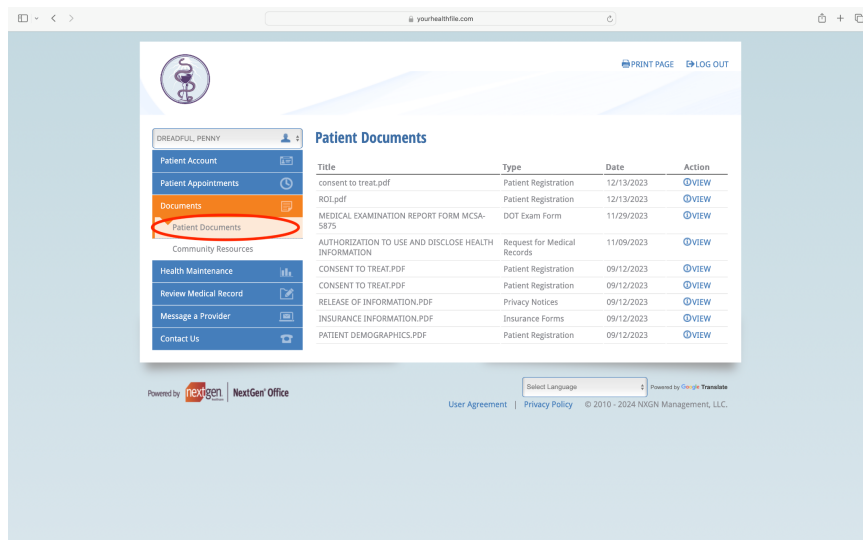 yourhealthfile.com
PRINT PAGE LOG OUT
DREADFUL, PENNY
Patient Account
Patient Appointments
Documents
Patient Documents
Community Resources
Health Maintenance
Review Medical Record
Message a Provider
Contact Us
Patient Documents
Title Type Date Action
consent to treat.pdf Patient Registration 12/13/2023 VIEW
ROI.pdf Patient Registration 12/13/2023 VIEW
MEDICAL EXAMINATION REPORT FORM MCSA- DOT Exam Form 11/29/2023 VIEW
5875
AUTHORIZATION TO USE AND DISCLOSE HEALTH Request for Medical 11/09/2023 VIEW
INFORMATION Records
CONSENT TO TREAT.PDF Patient Registration 09/12/2023 VIEW
CONSENT TO TREAT.PDF Patient Registration 09/12/2023 VIEW
RELEASE OF INFORMATION.PDF Privacy Notices 09/12/2023 VIEW
INSURANCE INFORMATION.PDF Insurance Forms 09/12/2023 VIEW
PATIENT DEMOGRAPHICS.PDF Patient Registration 09/12/2023 VIEW
Powered by nextgen NextGen® Office
Select Language Powered by Google Translate
User Agreement | Privacy Policy © 2010 - 2024 NXGN Management, LLC.